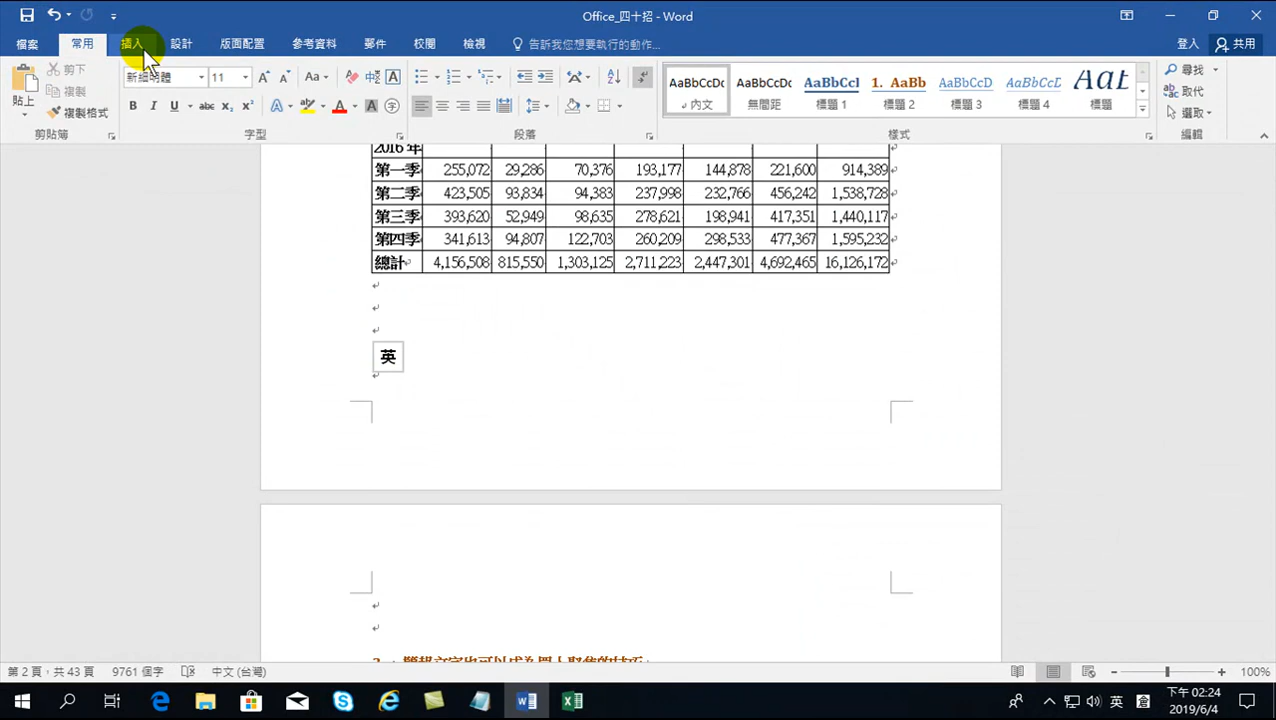 Office_四十招 - Word
檔案 常用 插入 設計 版面配置 參考資料 郵件 校閱 檢視 告訴我您想要執行的動作... 登入 共用
貼上 剪下 複製 複製格式 剪貼簿
新細明體 11 Aa 中 A
B I U abc x₂ x² A ab A A 字
字型
段落
AaBbCcDc AaBbCcDc AaBbCcI 1. AaBb AaBbCcD AaBbCcD Aat
內文 無間距 標題 1 標題 2 標題 3 標題 4 標題
樣式
尋找 取代 選取 編輯
2016 年
第一季 255,072 29,286 70,376 193,177 144,878 221,600 914,389
第二季 423,505 93,834 94,383 237,998 232,766 456,242 1,538,728
第三季 393,620 52,949 98,635 278,621 198,941 417,351 1,440,117
第四季 341,613 94,807 122,703 260,209 298,533 477,367 1,595,232
總計 4,156,508 815,550 1,303,125 2,711,223 2,447,301 4,692,465 16,126,172
英
第 2 頁，共 43 頁 9761 個字 中文 (台灣) 100%
英 下午 02:24
2019/6/4